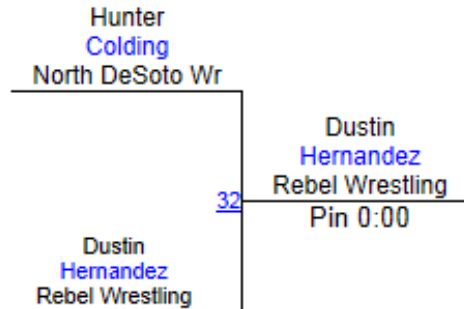 Hunter
Colding
North DeSoto Wr
Dustin
Hernandez
Rebel Wrestling
32
Pin 0:00
Dustin
Hernandez
Rebel Wrestling